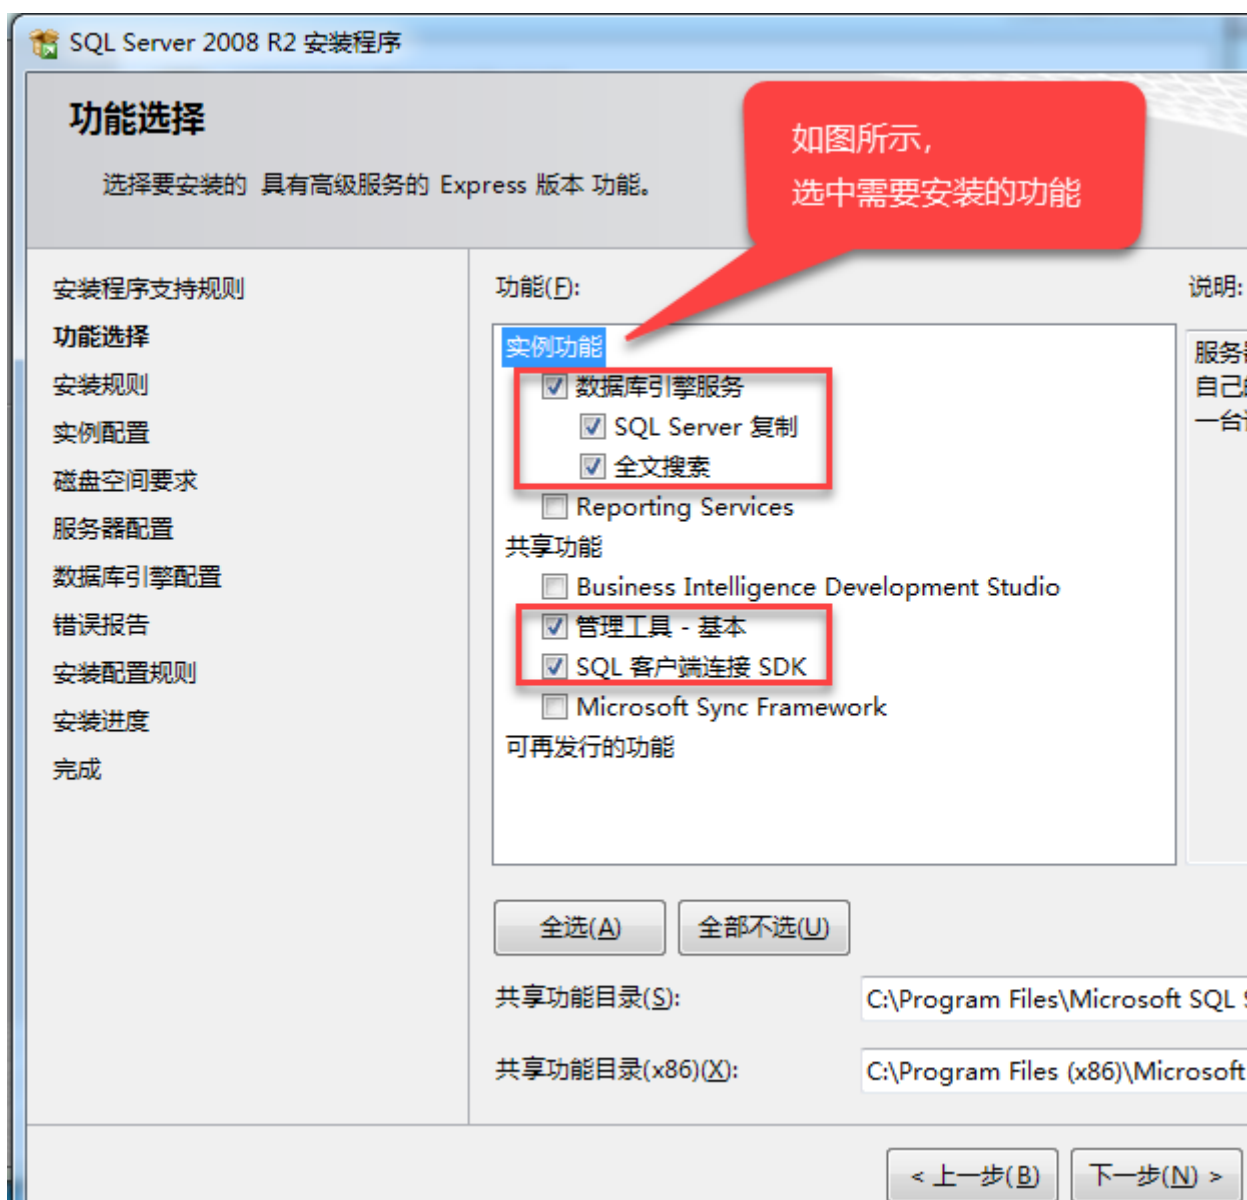 SQL Server 2008 R2 安装程序
功能选择
选择要安装的 具有高级服务的 Express 版本 功能。
如图所示，
选中需要安装的功能
安装程序支持规则
功能选择
安装规则
实例配置
磁盘空间要求
服务器配置
数据库引擎配置
错误报告
安装配置规则
安装进度
完成
功能(F):
实例功能
数据库引擎服务
SQL Server 复制
全文搜索
Reporting Services
共享功能
Business Intelligence Development Studio
管理工具 - 基本
SQL 客户端连接 SDK
Microsoft Sync Framework
可再发行的功能
说明:
服务
自己
一台
全选(A)
全部不选(U)
共享功能目录(S):
C:\Program Files\Microsoft SQL
共享功能目录(x86)(X):
C:\Program Files (x86)\Microsoft
< 上一步(B)
下一步(N) >